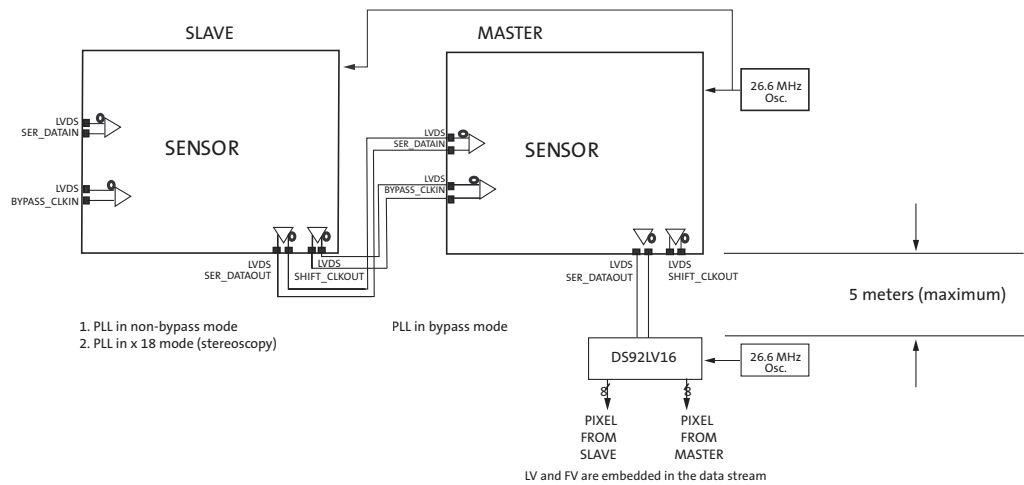 SLAVE
MASTER
26.6 MHz
Osc.
LVDS
SER_DATAIN
SENSOR
LVDS
BYPASS_CLKIN
LVDS
SER_DATAIN
SENSOR
LVDS
BYPASS_CLKIN
LVDS
SER_DATAOUT
LVDS
SHIFT_CLKOUT
LVDS
SER_DATAOUT
LVDS
SHIFT_CLKOUT
5 meters (maximum)
1. PLL in non-bypass mode
2. PLL in x 18 mode (stereoscopy)
PLL in bypass mode
DS92LV16
26.6 MHz
Osc.
8
8
PIXEL
FROM
SLAVE
PIXEL
FROM
MASTER
LV and FV are embedded in the data stream